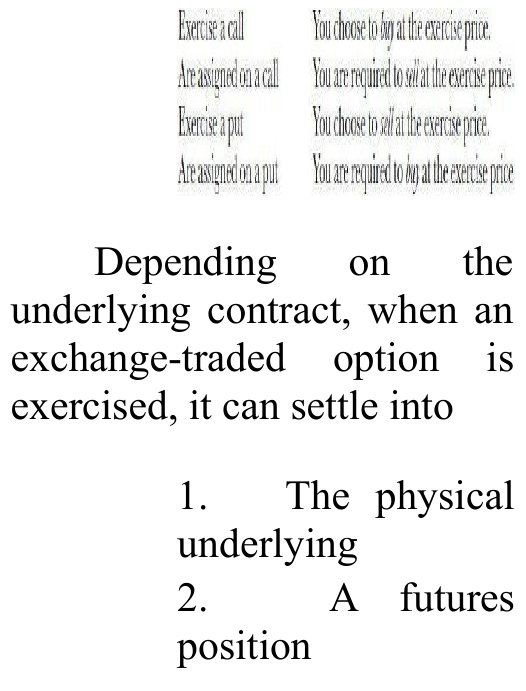 Exercise a call You choose to buy at the exercise price.
Are assigned on a call You are required to sell at the exercise price.
Exercise a put You choose to sell at the exercise price.
Are assigned on a put You are required to buy at the exercise price
Depending on the
underlying contract, when an
exchange-traded option is
exercised, it can settle into
1. The physical
underlying
2. A futures
position